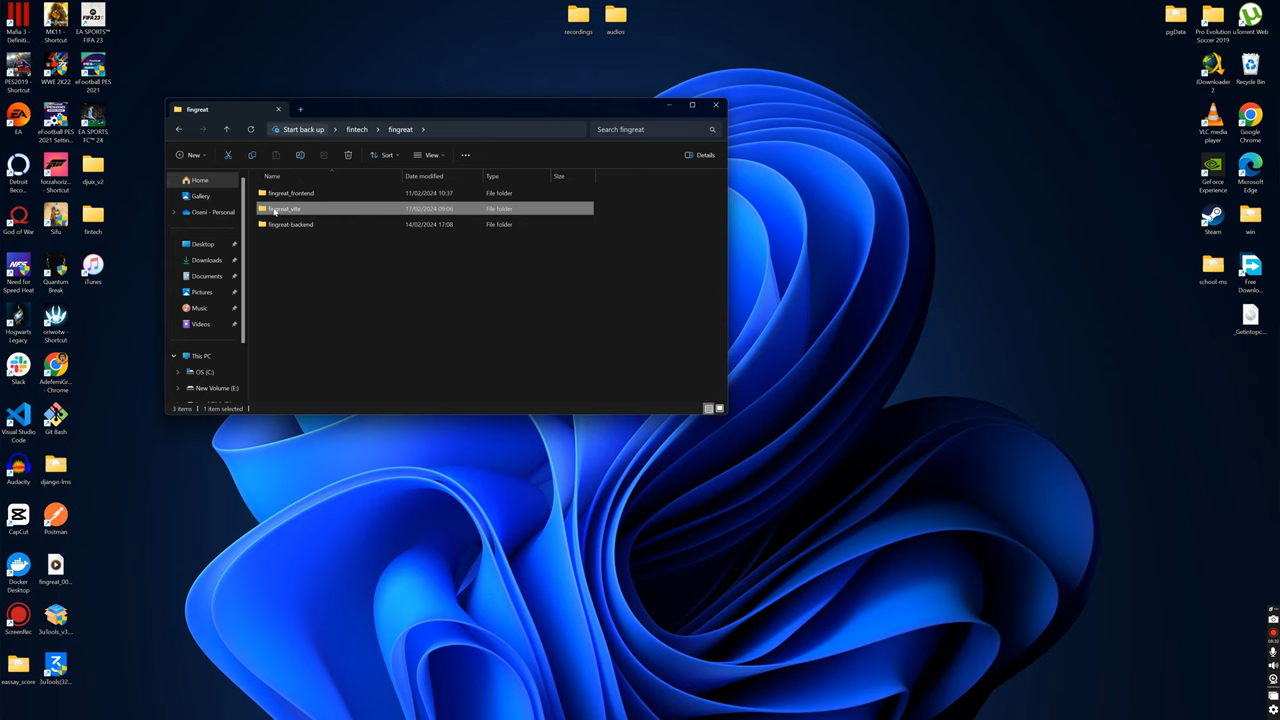 Mafia 3 -
Definiti...
MK11 -
Shortcut
EA SPORTS™
FIFA 23
recordings
audios
pgData
Pro Evolution
Soccer 2019
uTorrent Web
PES2019 -
Shortcut
WWE 2K22
eFootball PES
2021
JDownloader
2
Recycle Bin
EA
eFootball PES
2021 Settin...
EA SPORTS
FC™ 24
VLC media
player
Google
Chrome
Detroit
Beco...
forzahoriz...
- Shortcut
djuix_v2
GeForce
Experience
Microsoft
Edge
God of War
Sifu
fintech
Steam
win
Need for
Speed Heat
Quantum
Break
iTunes
school-ms
Free
Downlo...
Hogwarts
Legacy
oriwotw -
Shortcut
_Getintopc...
Slack
AdefemiGr...
- Chrome
Visual Studio
Code
Git Bash
Audacity
django-lms
CapCut
Postman
Docker
Desktop
fingreat_00...
ScreenRec
3uTools_v3....
eassay_score
3uTools(32...
fingreat
Start back up > fintech > fingreat >
Search fingreat
New
Sort
View
Details
Name
Date modified
Type
Size
Home
Gallery
Oseni - Personal
Desktop
Downloads
Documents
Pictures
Music
Videos
This PC
OS (C:)
New Volume (E:)
fingreat_frontend 11/02/2024 10:37 File folder
fingreat_vite 17/02/2024 09:06 File folder
fingreat-backend 14/02/2024 17:08 File folder
3 items
1 item selected